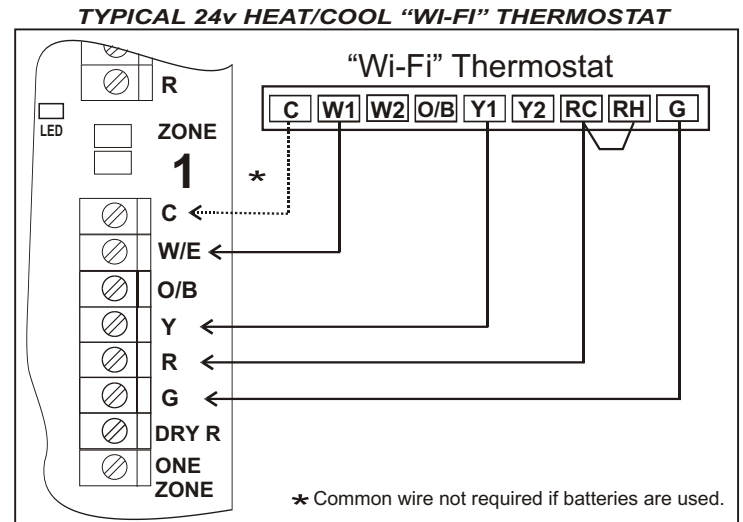 TYPICAL 24v HEAT/COOL “WI-FI” THERMOSTAT
“Wi-Fi” Thermostat
C W1 W2 O/B Y1 Y2 RC RH G
R
LED
ZONE
1
*
C
W/E
O/B
Y
R
G
DRY R
ONE
ZONE
* Common wire not required if batteries are used.